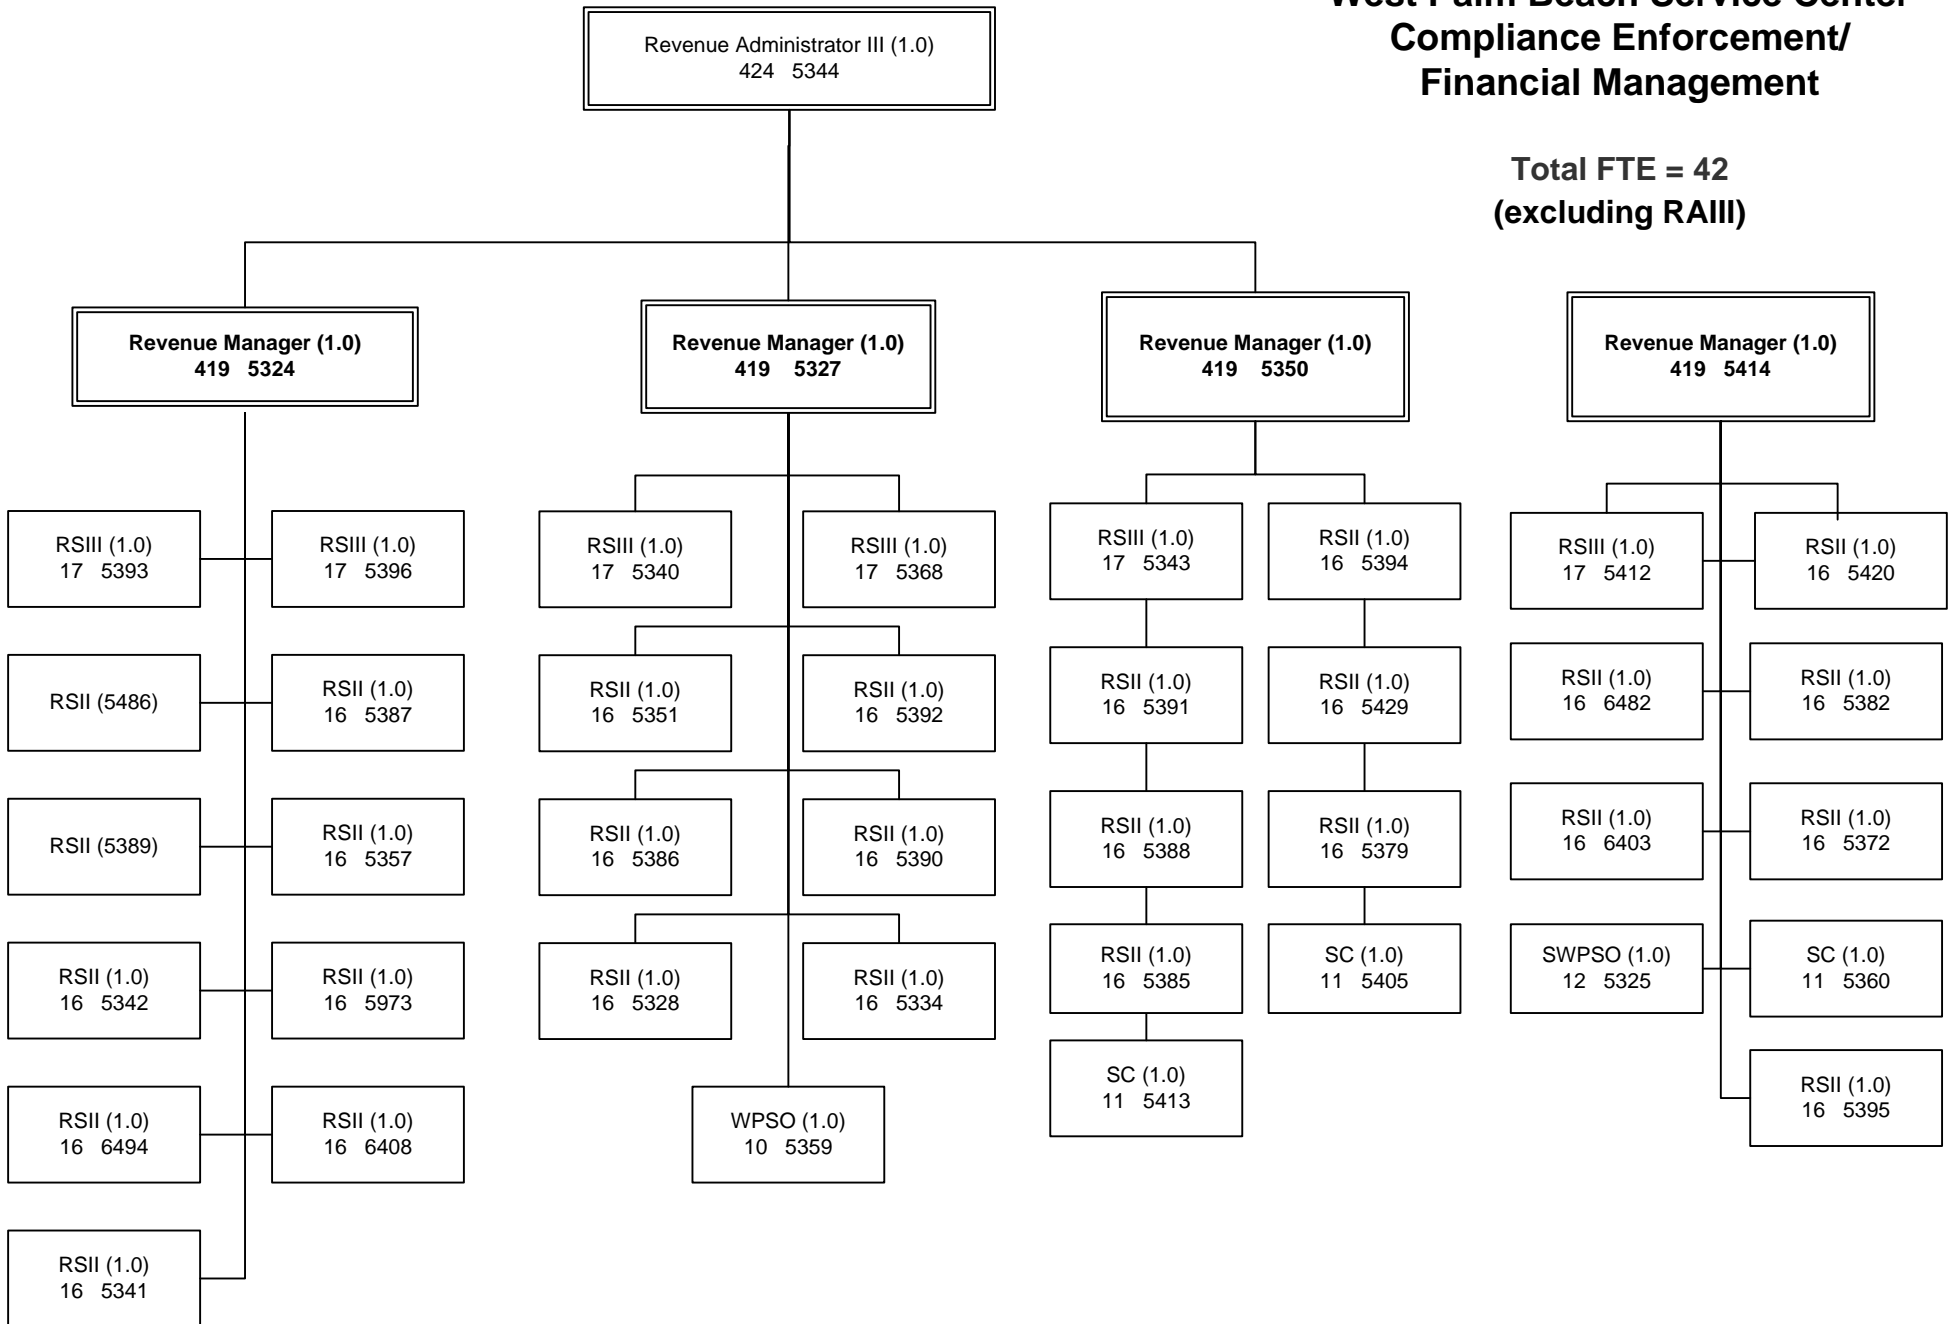 West Palm Beach Service Center
Compliance Enforcement/
Financial Management
Total FTE = 42
(excluding RAIII)
Revenue Administrator III (1.0)
424 5344
Revenue Manager (1.0)
419 5324
RSIII (1.0)
17 5393
RSIII (1.0)
17 5396
RSII (5486)
RSII (1.0)
16 5387
RSII (5389)
RSII (1.0)
16 5357
RSII (1.0)
16 5342
RSII (1.0)
16 5973
RSII (1.0)
16 6494
RSII (1.0)
16 6408
RSII (1.0)
16 5341
Revenue Manager (1.0)
419 5327
RSIII (1.0)
17 5340
RSIII (1.0)
17 5368
RSII (1.0)
16 5351
RSII (1.0)
16 5392
RSII (1.0)
16 5386
RSII (1.0)
16 5390
RSII (1.0)
16 5328
RSII (1.0)
16 5334
WPSO (1.0)
10 5359
Revenue Manager (1.0)
419 5350
RSIII (1.0)
17 5343
RSII (1.0)
16 5394
RSII (1.0)
16 5391
RSII (1.0)
16 5429
RSII (1.0)
16 5388
RSII (1.0)
16 5379
RSII (1.0)
16 5385
SC (1.0)
11 5405
SC (1.0)
11 5413
Revenue Manager (1.0)
419 5414
RSIII (1.0)
17 5412
RSII (1.0)
16 5420
RSII (1.0)
16 6482
RSII (1.0)
16 5382
RSII (1.0)
16 6403
RSII (1.0)
16 5372
SWPSO (1.0)
12 5325
SC (1.0)
11 5360
RSII (1.0)
16 5395